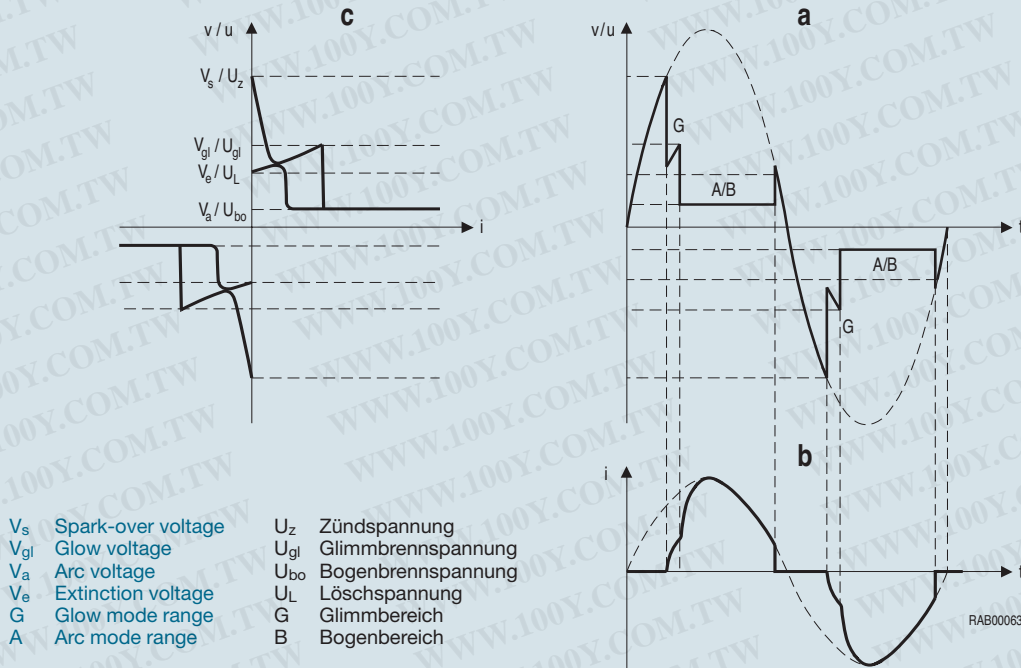 c
a
v / u
v/u
V_s / U_z
G
V_gl / U_gl
V_e / U_L
A/B
V_a / U_bo
i
t
A/B
G
b
i
t
V_s Spark-over voltage
V_gl Glow voltage
V_a Arc voltage
V_e Extinction voltage
G Glow mode range
A Arc mode range
U_z Zündspannung
U_gl Glimmbrennspannung
U_bo Bogenbrennspannung
U_L Löschspannung
G Glimmbereich
B Bogenbereich
RAB00063
WWW.100Y.COM.TW